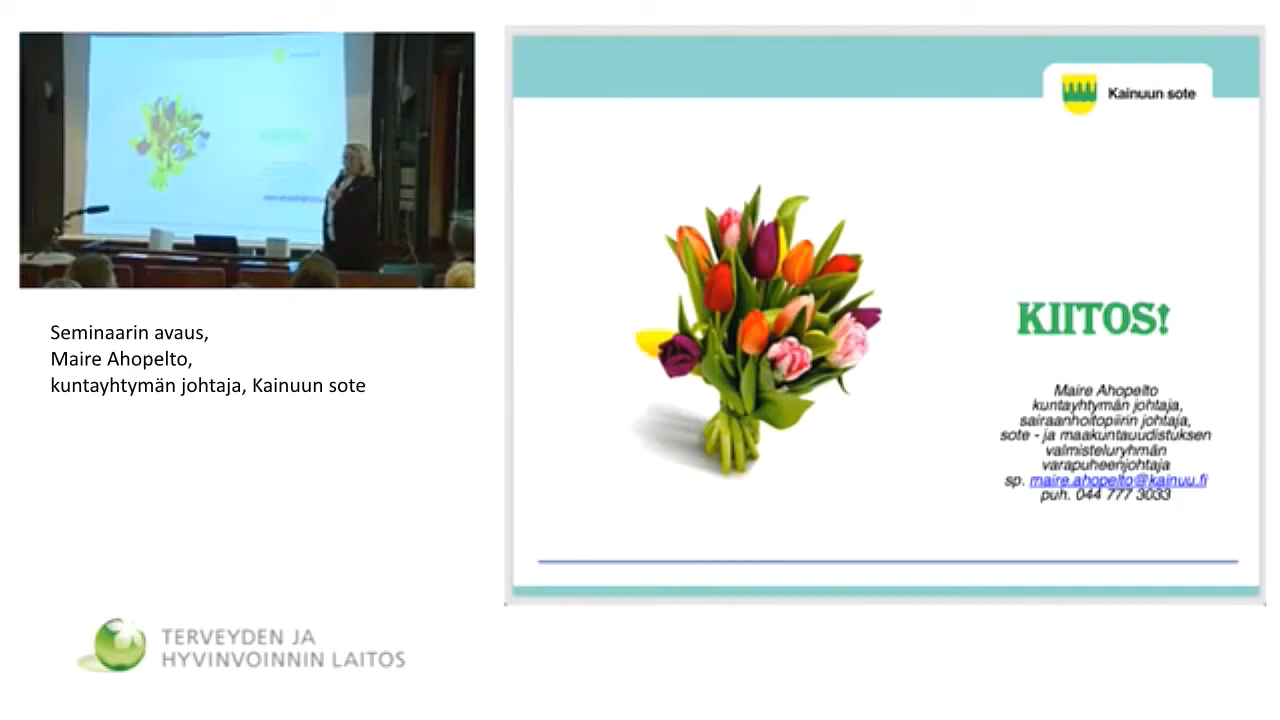 Seminaarin avaus,
Maire Ahopelto,
kuntayhtymän johtaja, Kainuun sote
TERVEYDEN JA
HYVINVOINNIN LAITOS
Kainuun sote
KIITOS!
Maire Ahopelto
kuntayhtymän johtaja,
sairaanhoitopiirin johtaja,
sote - ja maakuntauudistuksen
valmisteluryhmän
varapuheenjohtaja
sp. maire.ahopelto@kainuu.fi
puh. 044 777 3033